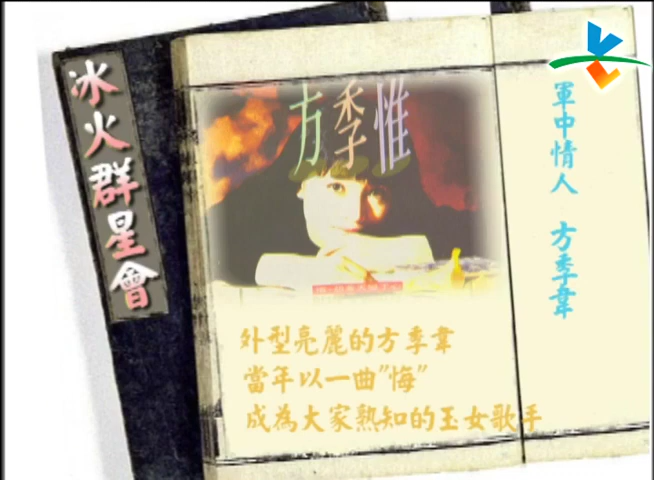 冰火群星會
方季惟
軍中情人 方季韋
外型亮麗的方季韋
當年以一曲"悔"
成為大家熟知的玉女歌手